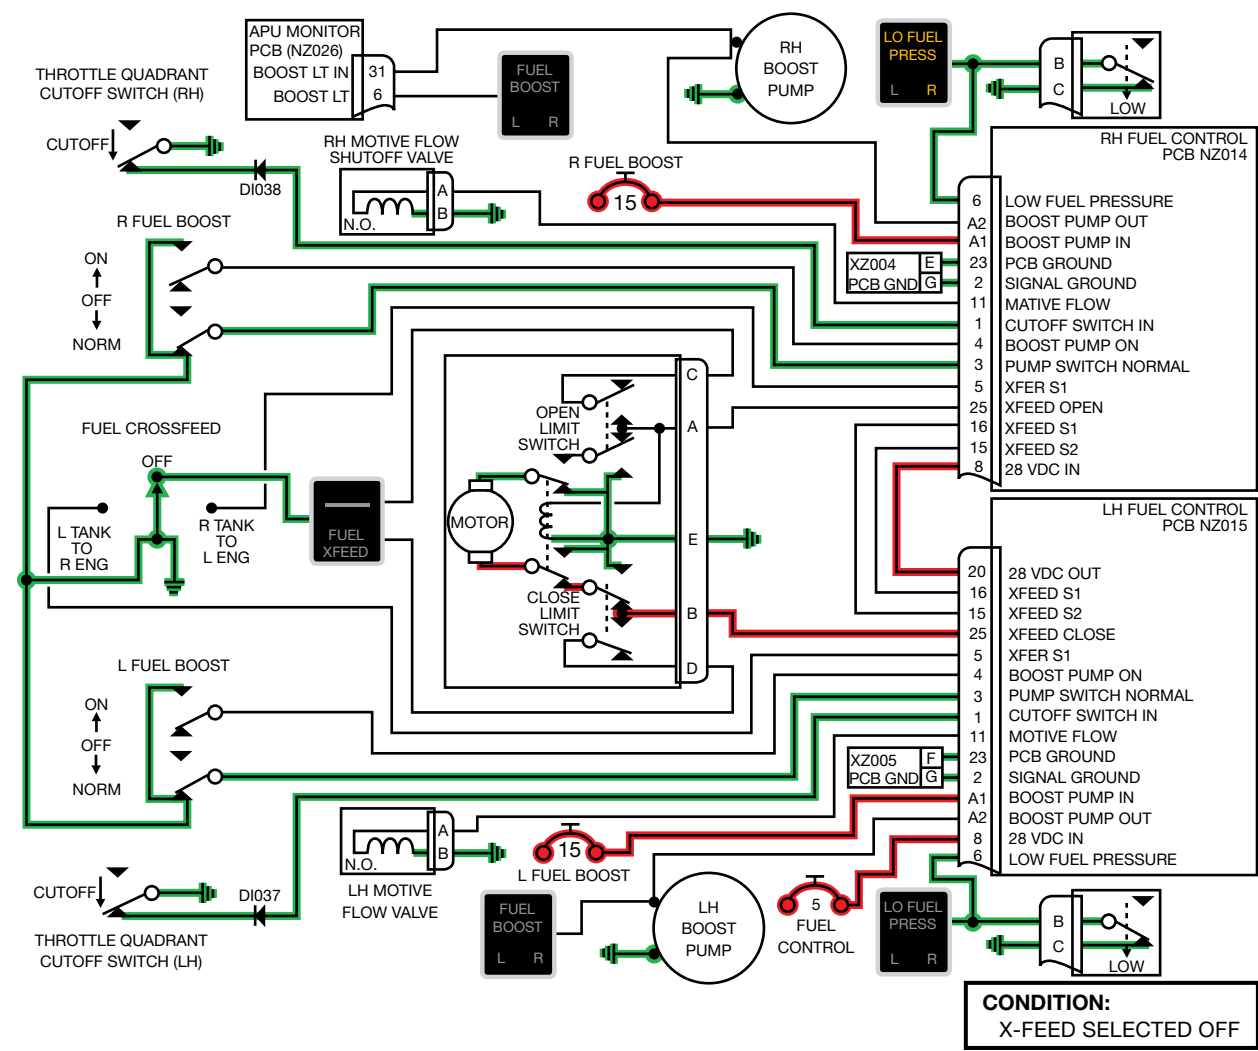 APU MONITOR
PCB (NZ026)
BOOST LT IN 31
BOOST LT 6
FUEL
BOOST
L R
RH
BOOST
PUMP
LO FUEL
PRESS
L R
B
C
LOW
THROTTLE QUADRANT
CUTOFF SWITCH (RH)
CUTOFF
DI038
RH MOTIVE FLOW
SHUTOFF VALVE
A
B
N.O.
R FUEL BOOST
15
RH FUEL CONTROL
PCB NZ014
6 LOW FUEL PRESSURE
A2 BOOST PUMP OUT
A1 BOOST PUMP IN
23 PCB GROUND
2 SIGNAL GROUND
11 MATIVE FLOW
1 CUTOFF SWITCH IN
4 BOOST PUMP ON
3 PUMP SWITCH NORMAL
5 XFER S1
25 XFEED OPEN
16 XFEED S1
15 XFEED S2
8 28 VDC IN
XZ004 E
PCB GND G
R FUEL BOOST
ON
OFF
NORM
FUEL CROSSFEED
OFF
L TANK
TO
R ENG
R TANK
TO
L ENG
FUEL
XFEED
OPEN
LIMIT
SWITCH
MOTOR
CLOSE
LIMIT
SWITCH
C
A
E
B
D
LH FUEL CONTROL
PCB NZ015
20 28 VDC OUT
16 XFEED S1
15 XFEED S2
25 XFEED CLOSE
5 XFER S1
4 BOOST PUMP ON
3 PUMP SWITCH NORMAL
1 CUTOFF SWITCH IN
11 MOTIVE FLOW
23 PCB GROUND
2 SIGNAL GROUND
A1 BOOST PUMP IN
A2 BOOST PUMP OUT
8 28 VDC IN
6 LOW FUEL PRESSURE
XZ005 F
PCB GND G
L FUEL BOOST
ON
OFF
NORM
CUTOFF
DI037
THROTTLE QUADRANT
CUTOFF SWITCH (LH)
A
B
N.O.
LH MOTIVE
FLOW VALVE
15
L FUEL BOOST
FUEL
BOOST
L R
LH
BOOST
PUMP
5
FUEL
CONTROL
LO FUEL
PRESS
L R
B
C
LOW
CONDITION:
X-FEED SELECTED OFF